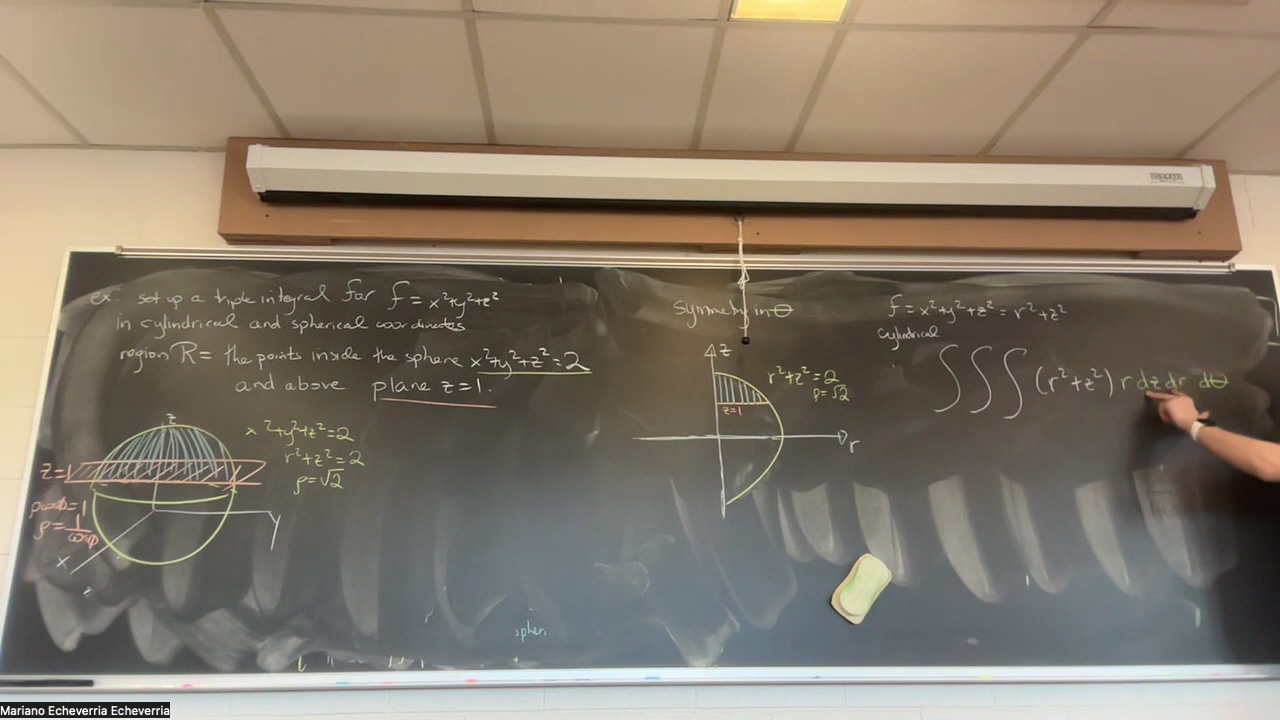 ex: set up a triple integral for f = x²+y²+z²
in cylindrical and spherical coordinates
region R = the points inside the sphere x²+y²+z² = 2
and above plane z=1.
z
x²+y²+z²=2
r²+z²=2
ρ=√2
z=1
ρcosϕ=1
ρ=1/cosϕ
x
y
symmetry in θ
z
r²+z²=2
ρ=√2
z=1
r
f = x²+y²+z² = r²+z²
cylindrical
∫∫∫ (r²+z²) r dz dr dθ
spheri
Mariano Echeverria Echeverria